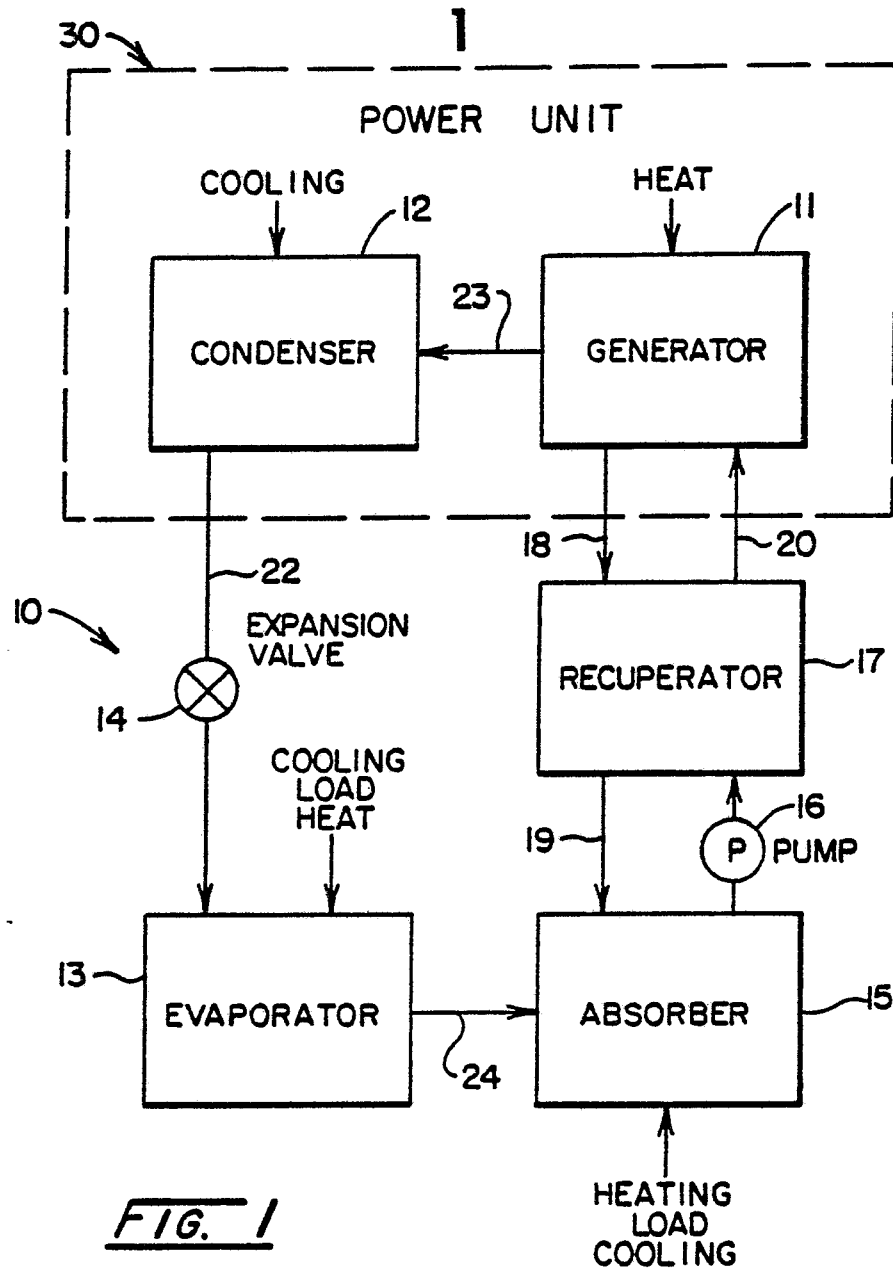 1
30
POWER UNIT
COOLING
HEAT
12
11
23
CONDENSER
GENERATOR
18
20
22
10
EXPANSION
VALVE
14
RECUPERATOR
17
COOLING
LOAD
HEAT
19
16
P
PUMP
13
EVAPORATOR
24
ABSORBER
15
HEATING
LOAD
COOLING
FIG. 1